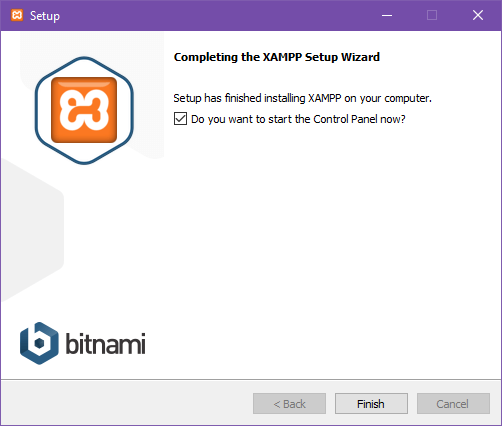 Setup
Completing the XAMPP Setup Wizard
Setup has finished installing XAMPP on your computer.
Do you want to start the Control Panel now?
bitnami
< Back
Finish
Cancel